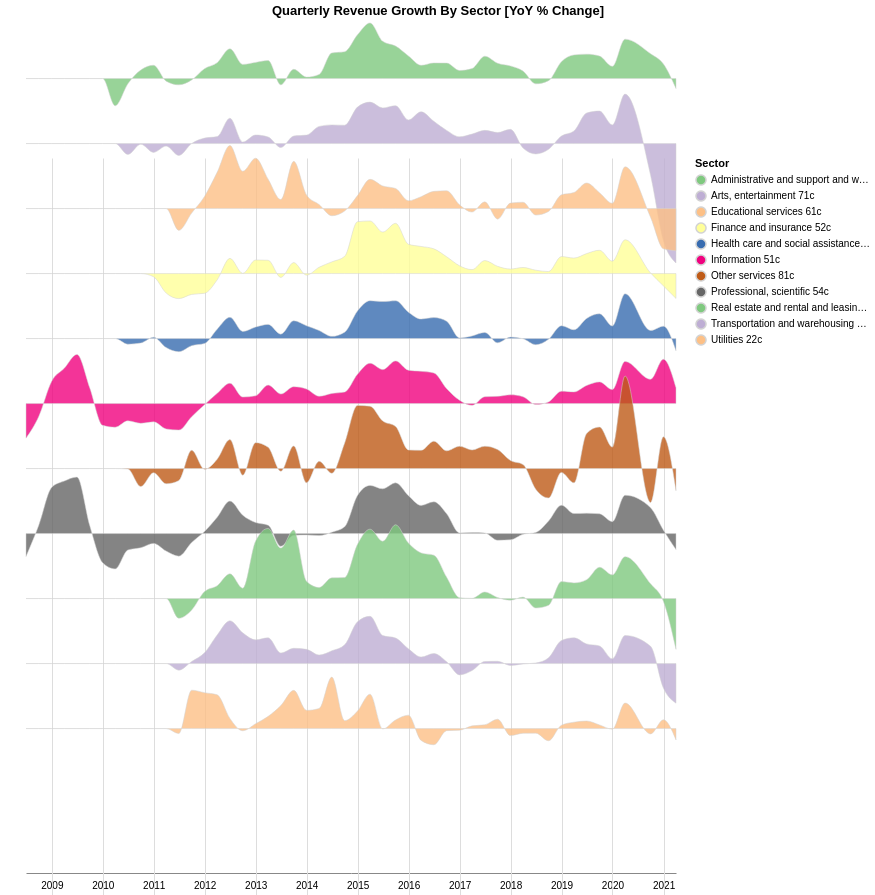 Quarterly Revenue Growth By Sector [YoY % Change]
Sector
Administrative and support and w…
Arts, entertainment 71c
Educational services 61c
Finance and insurance 52c
Health care and social assistance…
Information 51c
Other services 81c
Professional, scientific 54c
Real estate and rental and leasin…
Transportation and warehousing …
Utilities 22c
2009 2010 2011 2012 2013 2014 2015 2016 2017 2018 2019 2020 2021